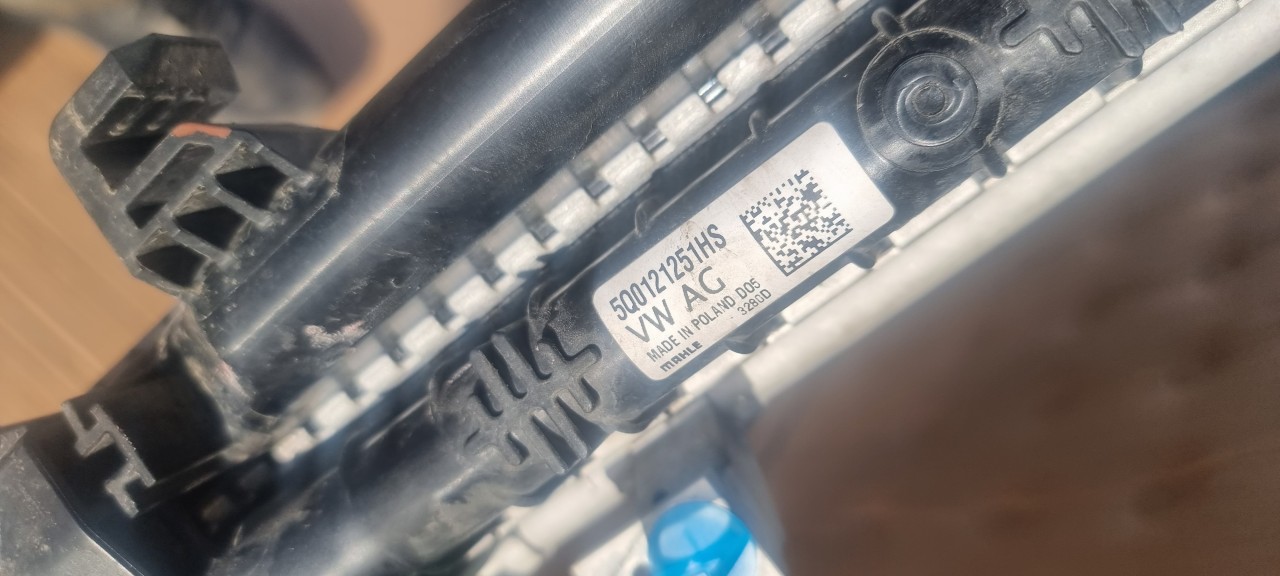 5Q0121251HS
VW AG
MADE IN POLAND D05
MAHLE 3280D